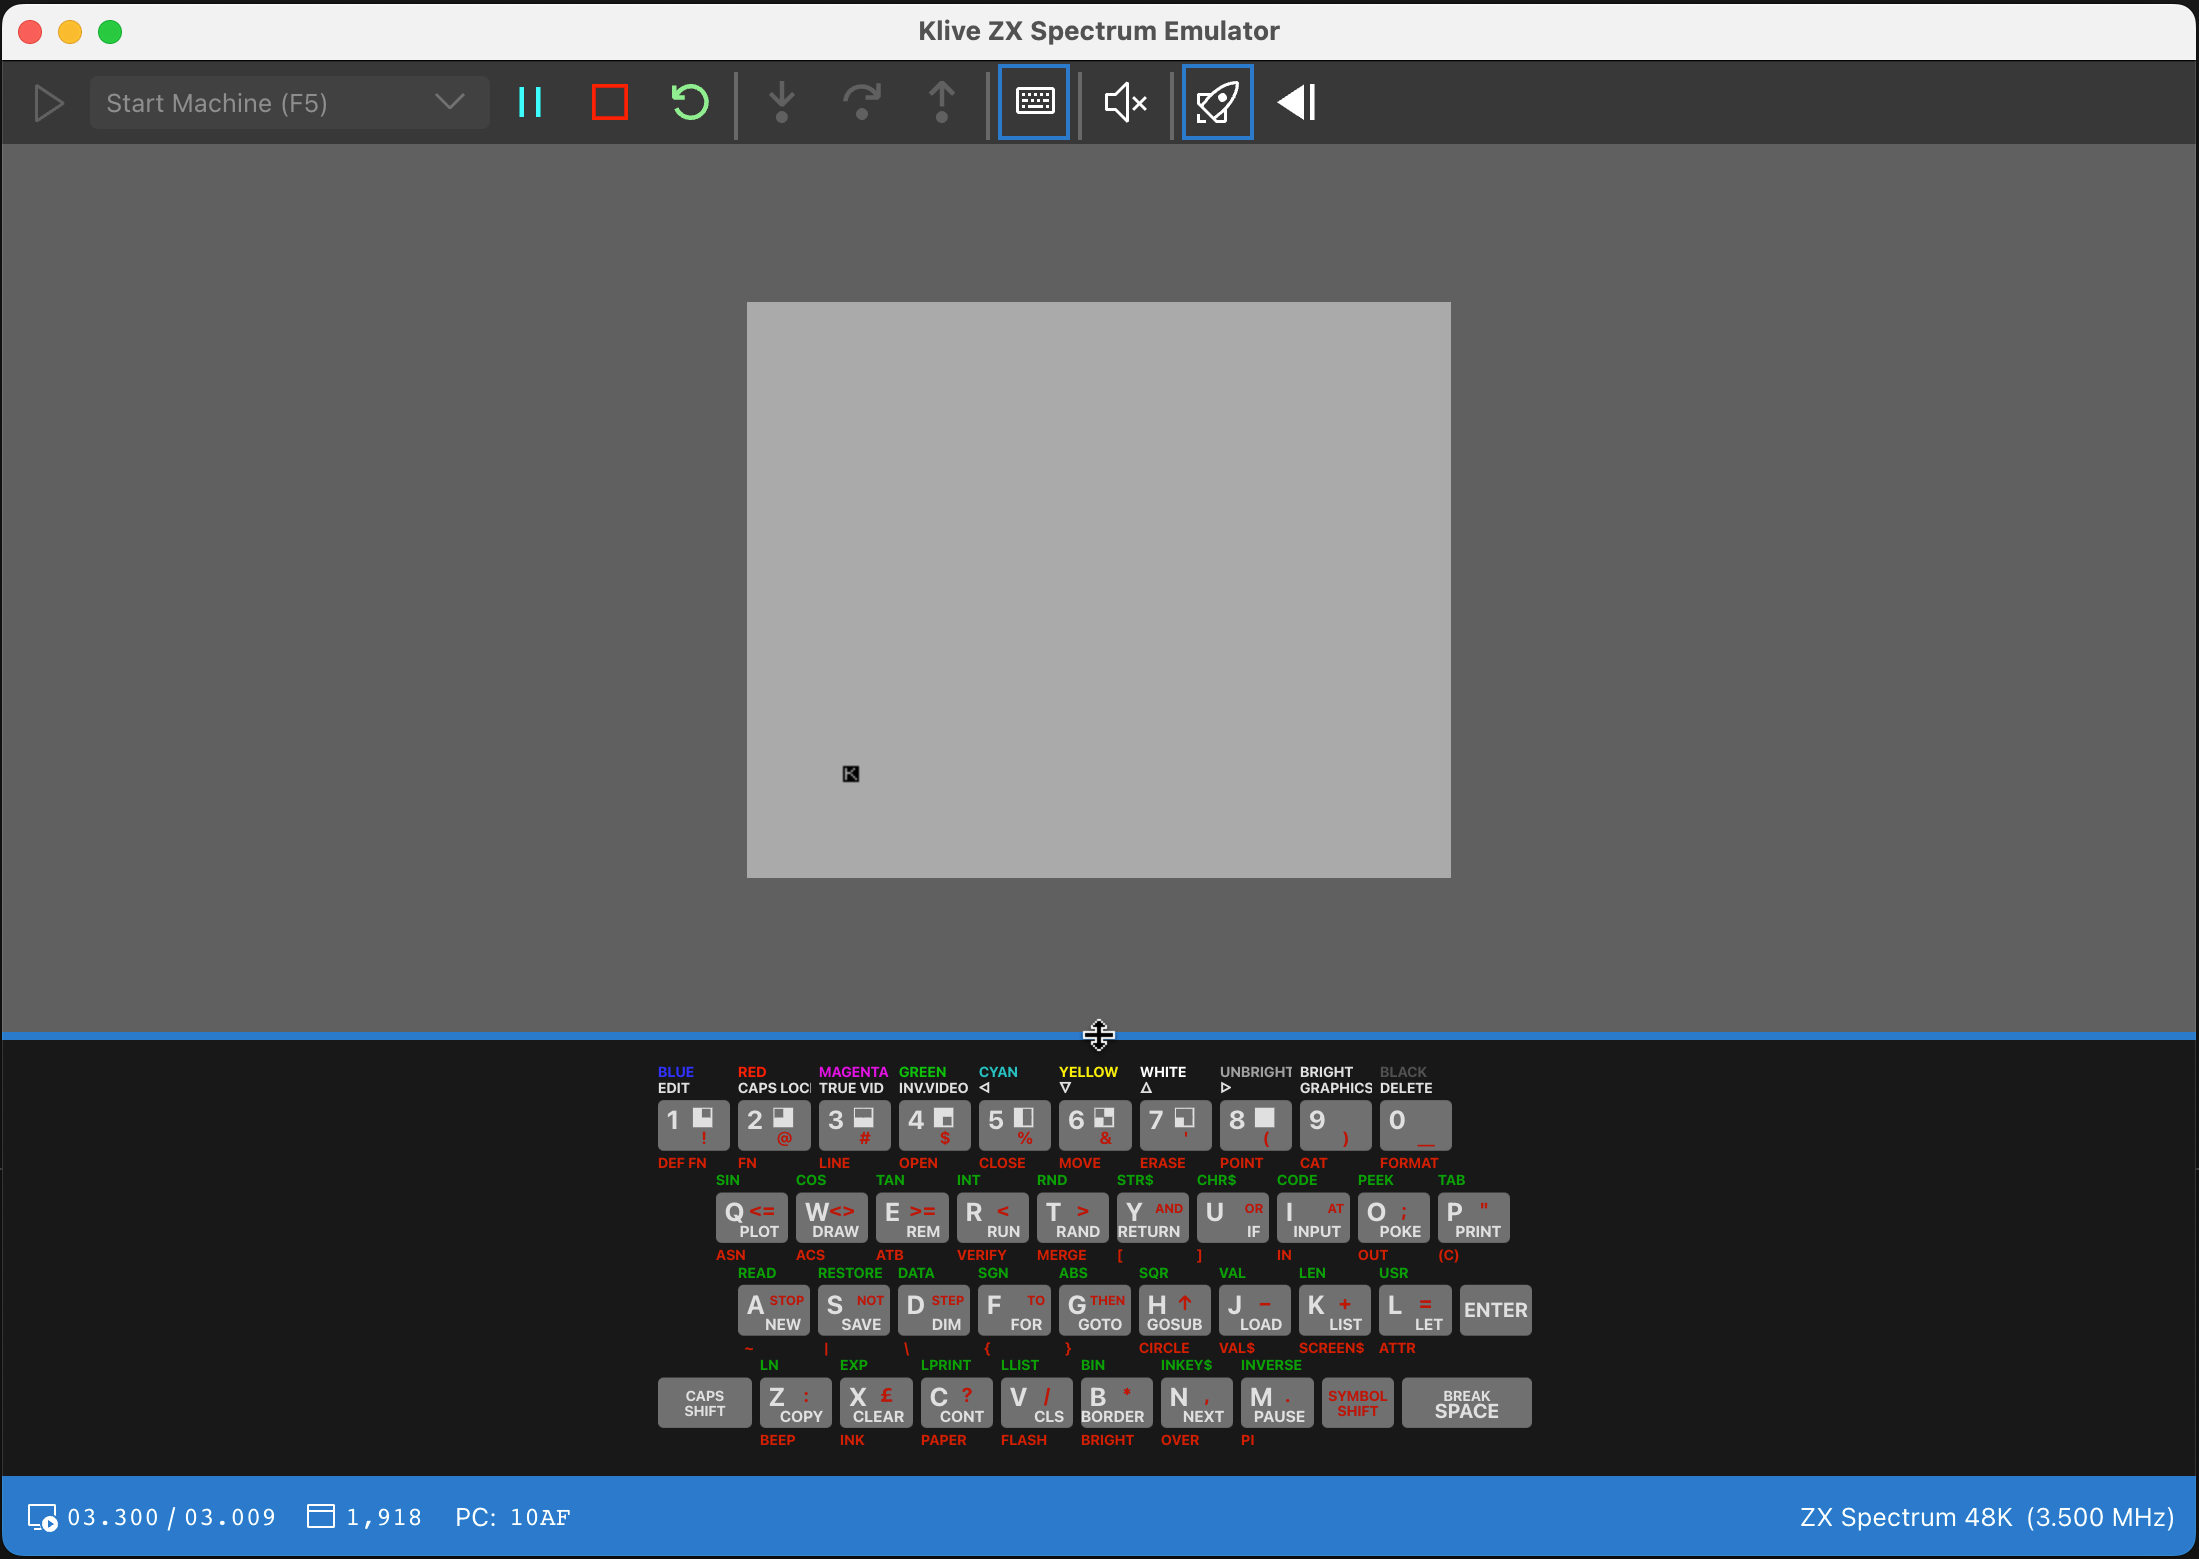 Klive ZX Spectrum Emulator
Start Machine (F5)
K
BLUE RED MAGENTA GREEN CYAN YELLOW WHITE UNBRIGHT BRIGHT BLACK
EDIT CAPS LOC TRUE VID INV.VIDEO GRAPHICS DELETE
1 ! 2 @ 3 # 4 $ 5 % 6 & 7 ' 8 ( 9 ) 0 _
DEF FN FN LINE OPEN CLOSE MOVE ERASE POINT CAT FORMAT
SIN COS TAN INT RND STR$ CHR$ CODE PEEK TAB
Q <= W <> E >= R < T > Y AND U OR I AT O ; P "
PLOT DRAW REM RUN RAND RETURN IF INPUT POKE PRINT
ASN ACS ATB VERIFY MERGE [ ] IN OUT (C)
READ RESTORE DATA SGN ABS SQR VAL LEN USR
A STOP S NOT D STEP F TO G THEN H ↑ J − K + L = ENTER
NEW SAVE DIM FOR GOTO GOSUB LOAD LIST LET
~ | \ { } CIRCLE VAL$ SCREEN$ ATTR
LN EXP LPRINT LLIST BIN INKEY$ INVERSE
CAPS SHIFT Z : X £ C ? V / B * N , M . SYMBOL SHIFT BREAK SPACE
COPY CLEAR CONT CLS BORDER NEXT PAUSE
BEEP INK PAPER FLASH BRIGHT OVER PI
03.300 / 03.009 1,918 PC: 10AF ZX Spectrum 48K (3.500 MHz)